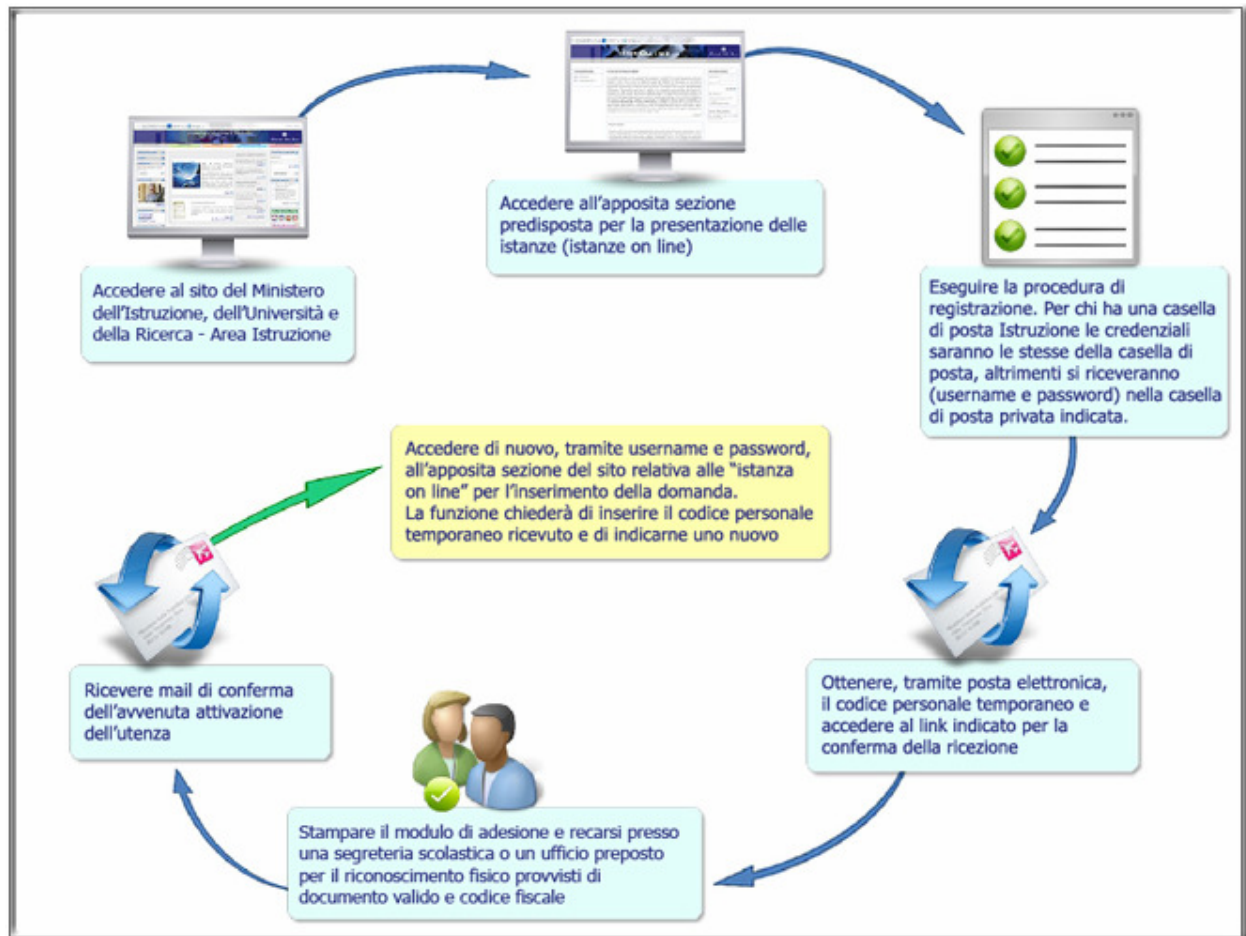 Accedere al sito del Ministero
dell'Istruzione, dell'Università e
della Ricerca - Area Istruzione
Accedere all'apposita sezione
predisposta per la presentazione delle
istanze (istanze on line)
Eseguire la procedura di
registrazione. Per chi ha una casella
di posta Istruzione le credenziali
saranno le stesse della casella di
posta, altrimenti si riceveranno
(username e password) nella casella
di posta privata indicata.
Ottenere, tramite posta elettronica,
il codice personale temporaneo e
accedere al link indicato per la
conferma della ricezione
Stampare il modulo di adesione e recarsi presso
una segreteria scolastica o un ufficio preposto
per il riconoscimento fisico provvisti di
documento valido e codice fiscale
Ricevere mail di conferma
dell'avvenuta attivazione
dell'utenza
Accedere di nuovo, tramite username e password,
all'apposita sezione del sito relativa alle "istanza
on line" per l'inserimento della domanda.
La funzione chiederà di inserire il codice personale
temporaneo ricevuto e di indicarne uno nuovo